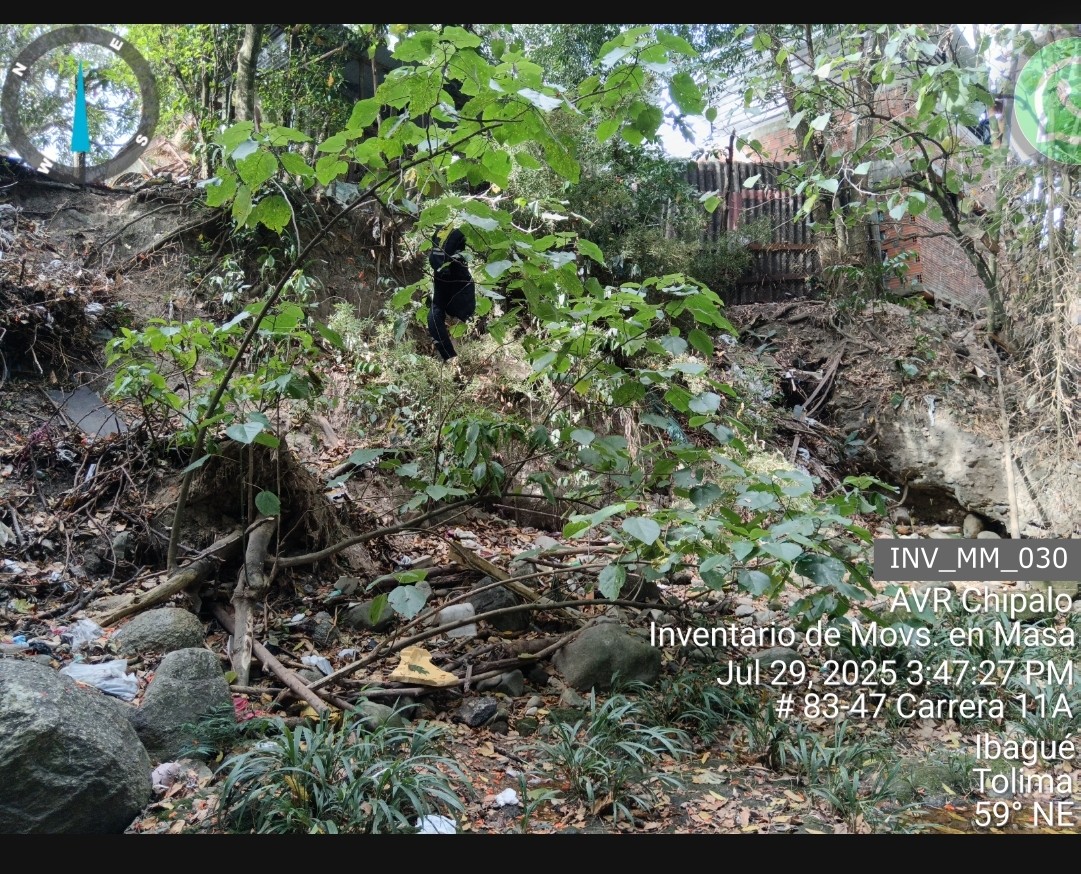 N
E
S
W
INV_MM_030
AVR Chipalo
Inventario de Movs. en Masa
Jul 29, 2025 3:47:27 PM
# 83-47 Carrera 11A
Ibagué
Tolima
59° NE